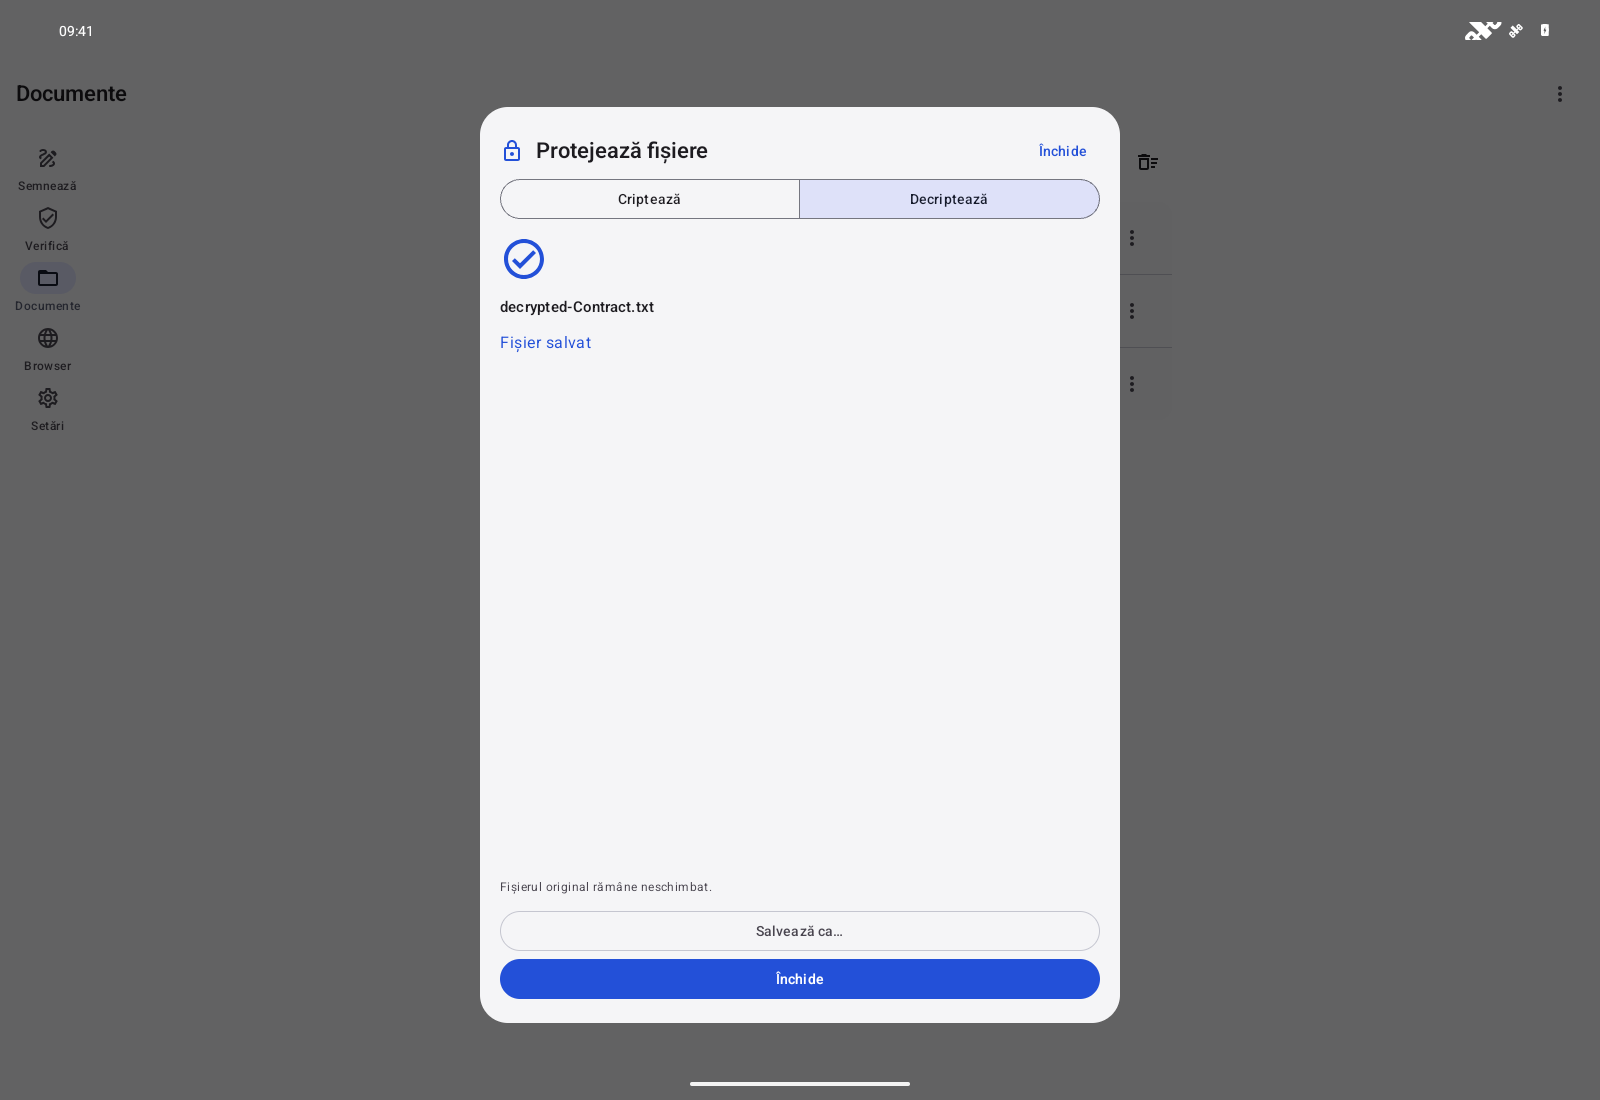 09:41
Documente
Semnează
Verifică
Documente
Browser
Setări
Protejează fișiere
Închide
Criptează
Decriptează
decrypted-Contract.txt
Fișier salvat
Fișierul original rămâne neschimbat.
Salvează ca…
Închide